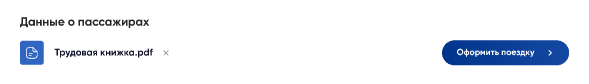 Данные о пассажирах
Трудовая книжка.pdf
Оформить поездку